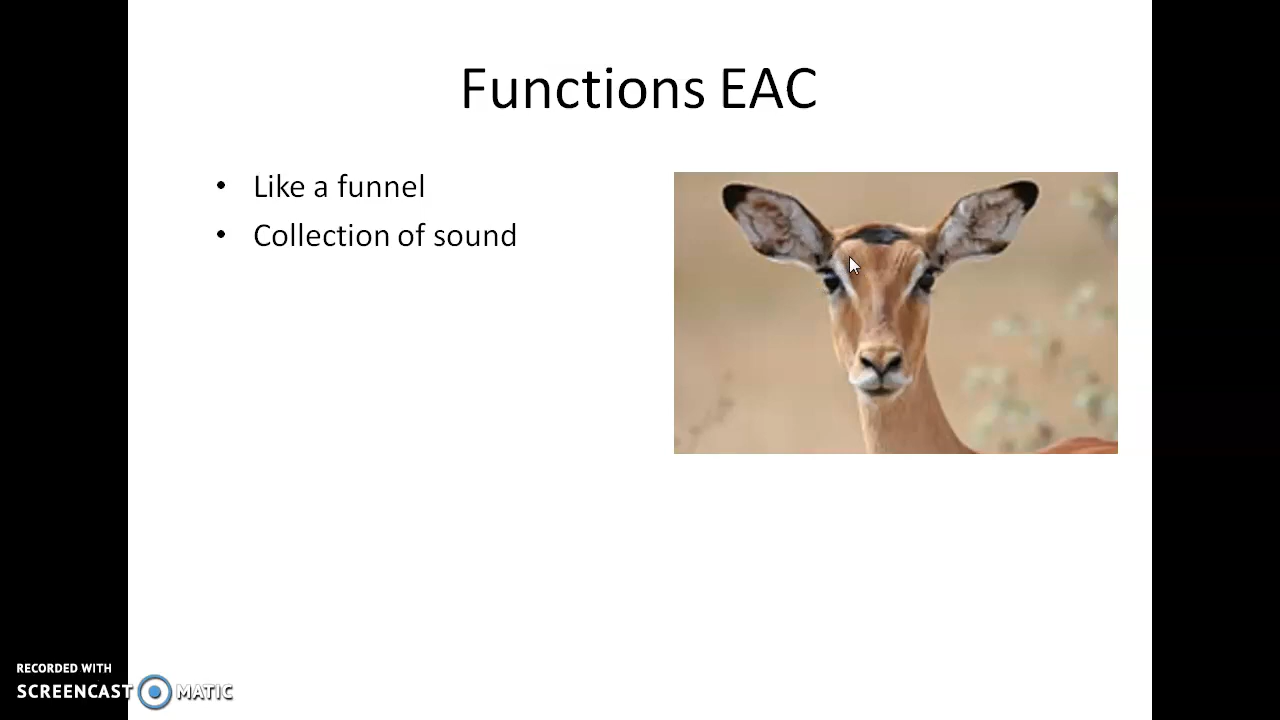 Functions EAC
• Like a funnel
• Collection of sound
RECORDED WITH
SCREENCAST MATIC